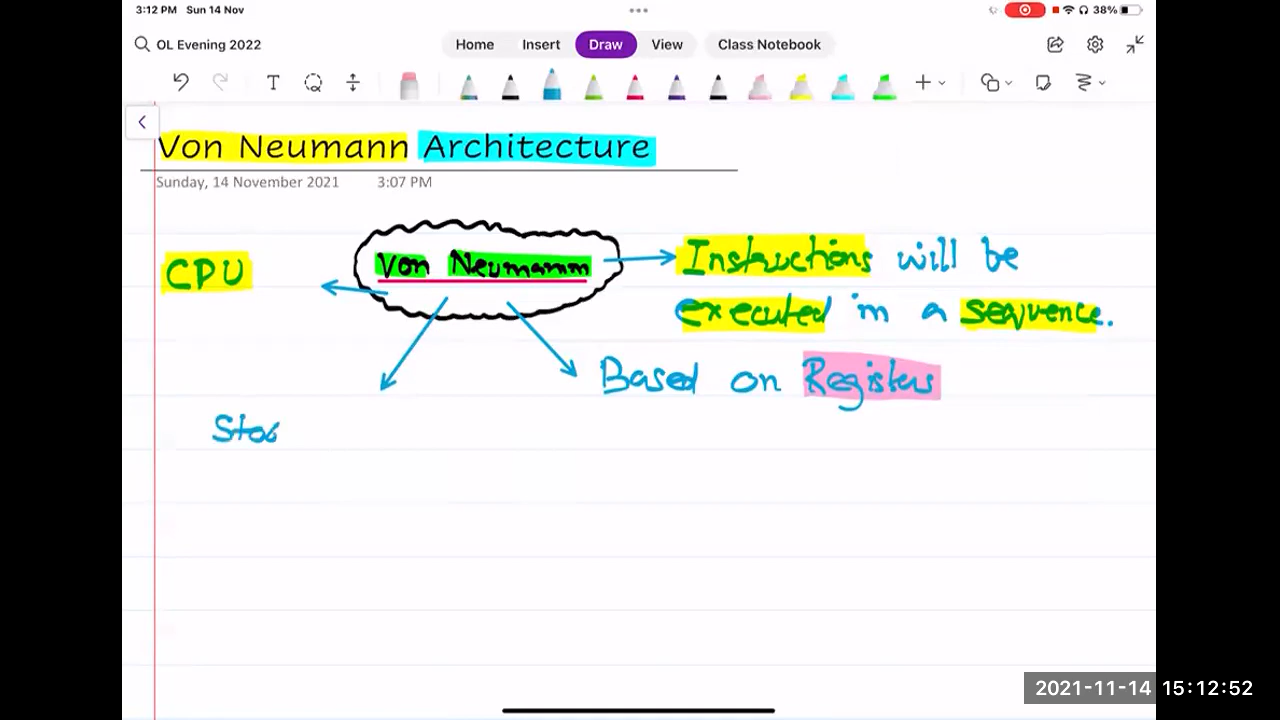 3:12 PM Sun 14 Nov
38%
OL Evening 2022
Home Insert Draw View Class Notebook
Von Neumann Architecture
Sunday, 14 November 2021 3:07 PM
CPU
Von Neumann
Instructions will be
executed in a sequence.
Based on Registers
2021-11-14 15:12:52